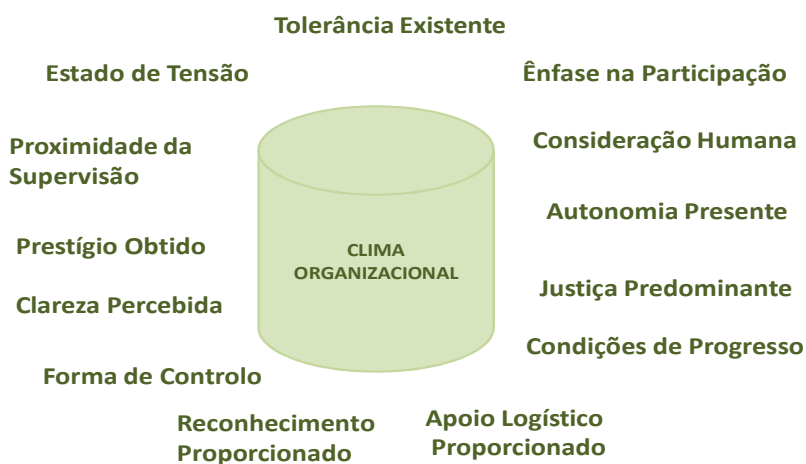 Tolerância Existente
Estado de Tensão
Ênfase na Participação
Proximidade da
Supervisão
Consideração Humana
Autonomia Presente
Prestígio Obtido
CLIMA
ORGANIZACIONAL
Clareza Percebida
Justiça Predominante
Condições de Progresso
Forma de Controlo
Reconhecimento
Proporcionado
Apoio Logístico
Proporcionado